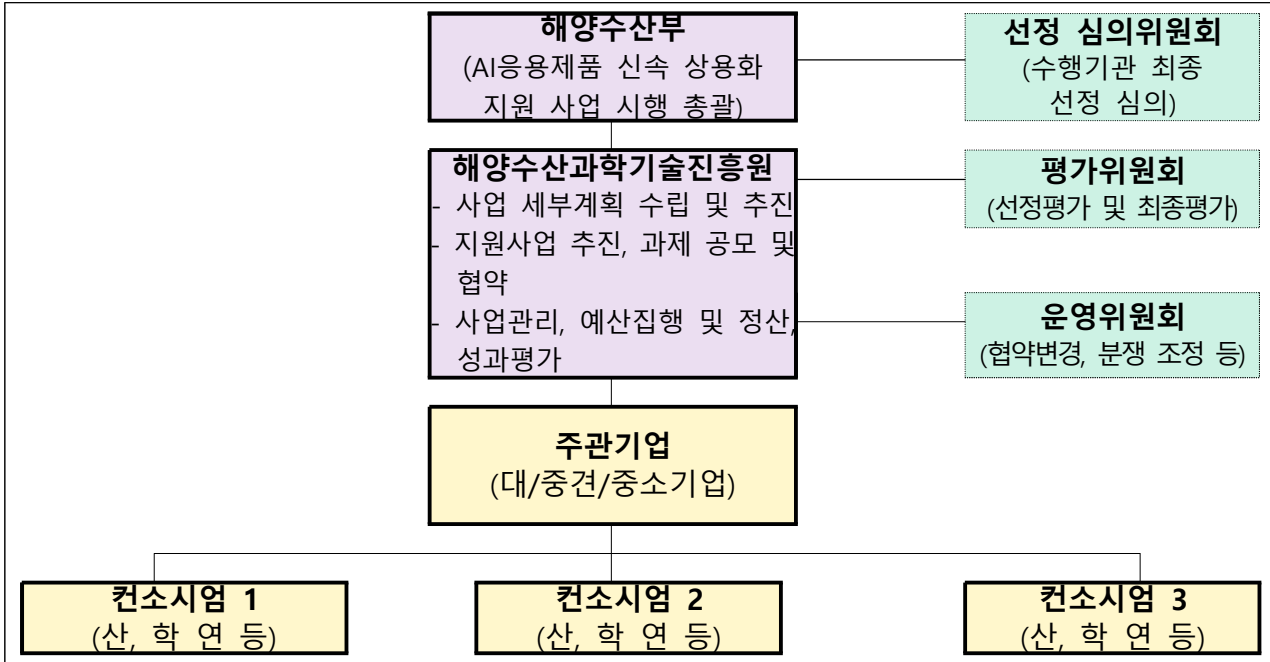 해양수산부
(AI응용제품 신속 상용화
지원 사업 시행 총괄)
선정 심의위원회
(수행기관 최종
선정 심의)
해양수산과학기술진흥원
- 사업 세부계획 수립 및 추진
- 지원사업 추진, 과제 공모 및
협약
- 사업관리, 예산집행 및 정산,
성과평가
평가위원회
(선정평가 및 최종평가)
운영위원회
(협약변경, 분쟁 조정 등)
주관기업
(대/중견/중소기업)
컨소시엄 1
(산, 학 연 등)
컨소시엄 2
(산, 학 연 등)
컨소시엄 3
(산, 학 연 등)